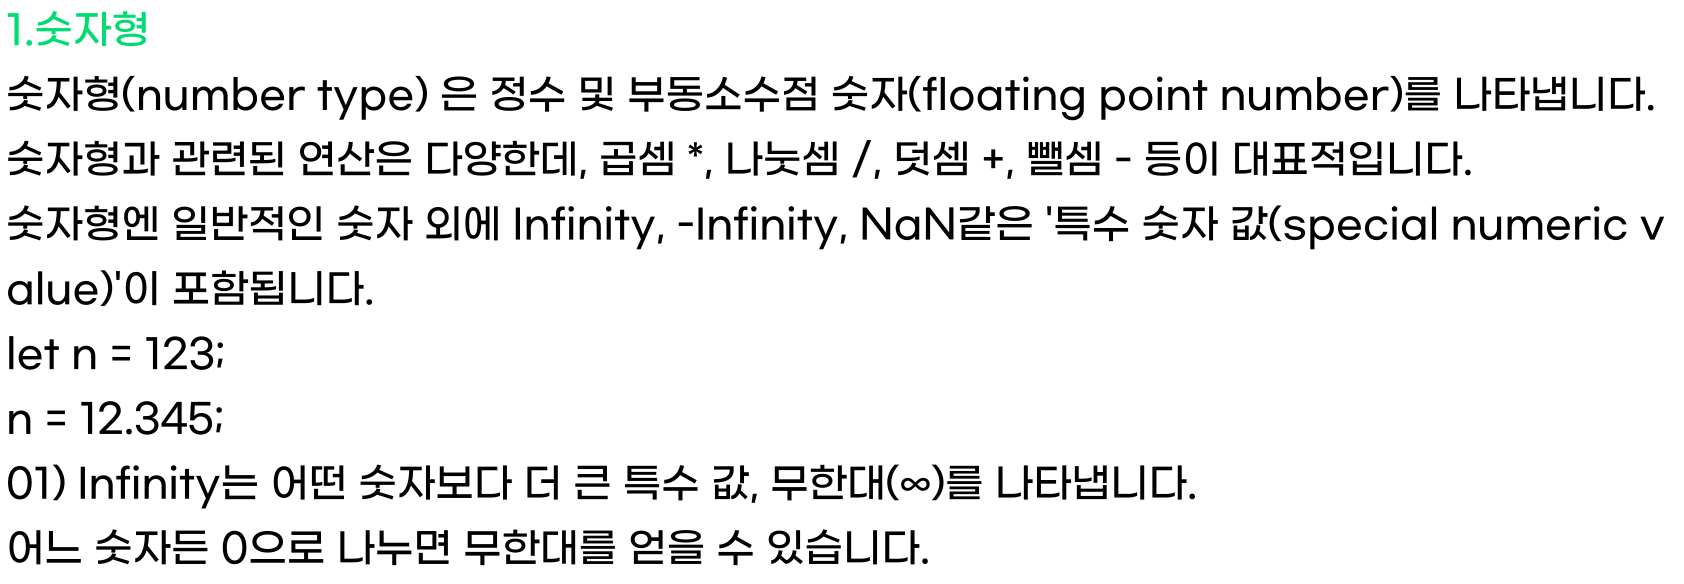 1.숫자형
숫자형(number type) 은 정수 및 부동소수점 숫자(floating point number)를 나타냅니다.
숫자형과 관련된 연산은 다양한데, 곱셈 *, 나눗셈 /, 덧셈 +, 뺄셈 - 등이 대표적입니다.
숫자형엔 일반적인 숫자 외에 Infinity, -Infinity, NaN같은 '특수 숫자 값(special numeric v
alue)'이 포함됩니다.
let n = 123;
n = 12.345;
01) Infinity는 어떤 숫자보다 더 큰 특수 값, 무한대(∞)를 나타냅니다.
어느 숫자든 0으로 나누면 무한대를 얻을 수 있습니다.